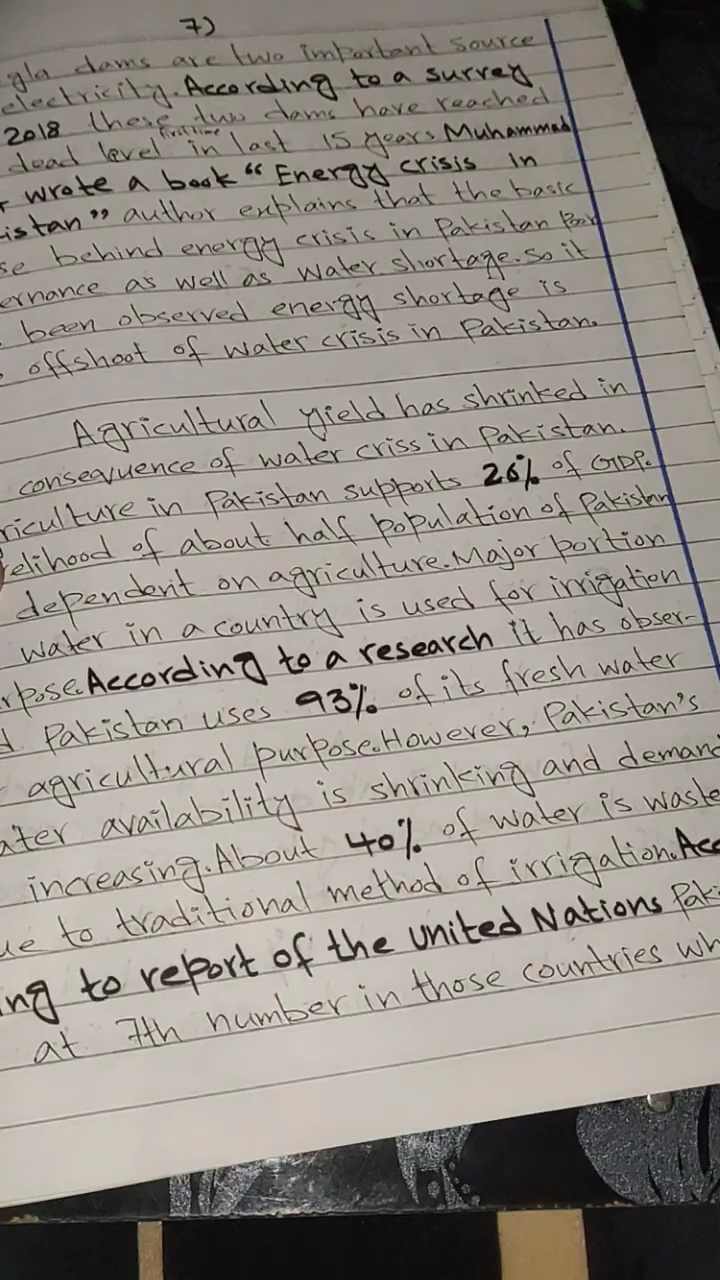 7)
gla dams are two important source
electricity. According to a survey
2018 these two dams have reached
dead level first time in last 15 years. Muhammad
r wrote a book "Energy crisis in
istan" author explains that the basic
se behind energy crisis in Pakistan Poor
ernance as well as water shortage. So it
been observed energy shortage is
offshoot of water crisis in Pakistan.
Agricultural yield has shrinked in
consequence of water criss in Pakistan.
riculture in Pakistan supports 26% of GDP.
elihood of about half population of Pakistan
dependent on agriculture. Major portion
water in a country is used for irrigation
rpose. According to a research it has obser-
d Pakistan uses 93% of its fresh water
agricultural purpose. However, Pakistan's
ater availability is shrinking and demand
increasing. About 40% of water is waste
ue to traditional method of irrigation. Acc
ing to report of the united Nations Paki
at 7th number in those countries wh